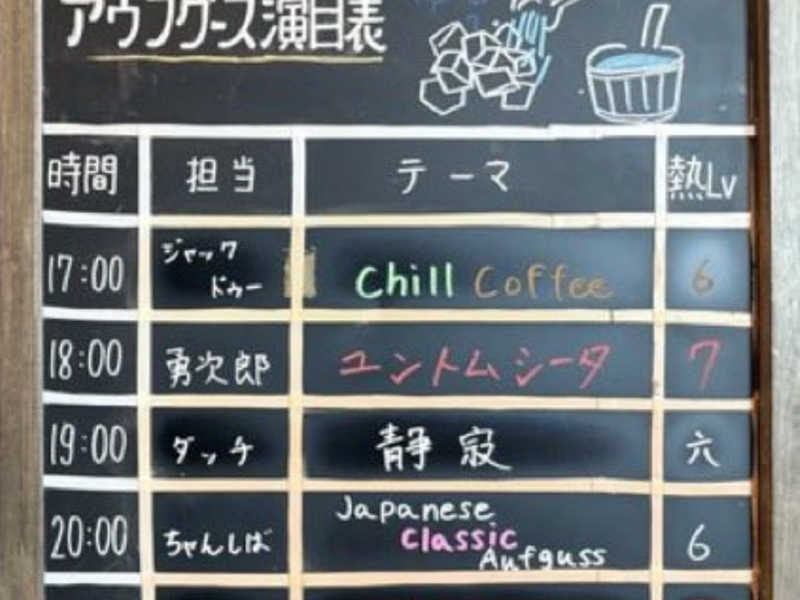 アウフグース演目表
時間 担当 テーマ 熱Lv
17:00 ジャック ドゥー Chill Coffee 6
18:00 勇次郎 ユントムシータ 7
19:00 ダッチ 静寂 六
20:00 ちゃんしば Japanese Classic Aufguss 6